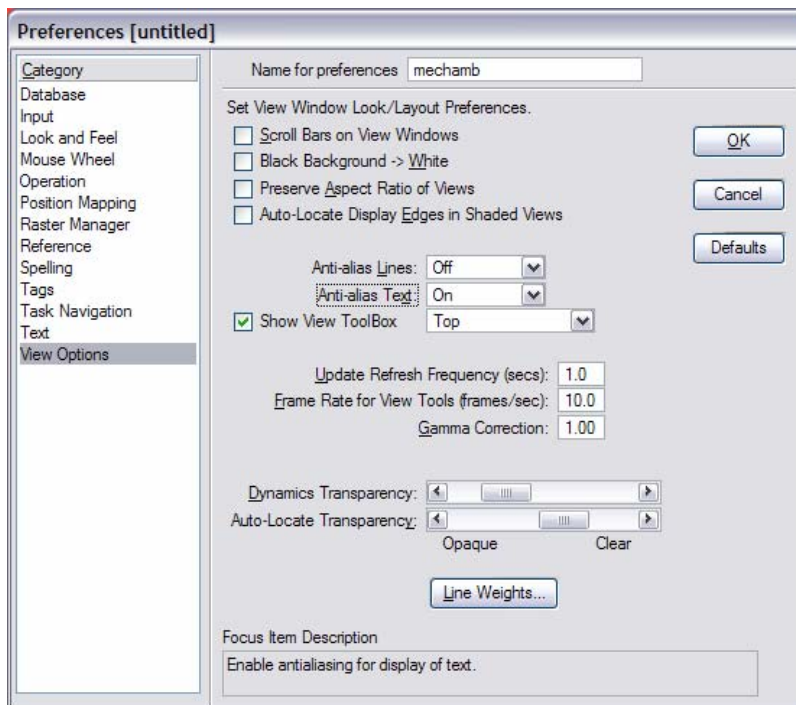 Preferences [untitled]
Category
Database
Input
Look and Feel
Mouse Wheel
Operation
Position Mapping
Raster Manager
Reference
Spelling
Tags
Task Navigation
Text
View Options
Name for preferences mechamb
Set View Window Look/Layout Preferences.
Scroll Bars on View Windows
Black Background -> White
Preserve Aspect Ratio of Views
Auto-Locate Display Edges in Shaded Views
Anti-alias Lines: Off
Anti-alias Text: On
Show View ToolBox Top
Update Refresh Frequency (secs): 1.0
Frame Rate for View Tools (frames/sec): 10.0
Gamma Correction: 1.00
Dynamics Transparency:
Auto-Locate Transparency:
Opaque Clear
Line Weights...
Focus Item Description
Enable antialiasing for display of text.
OK
Cancel
Defaults